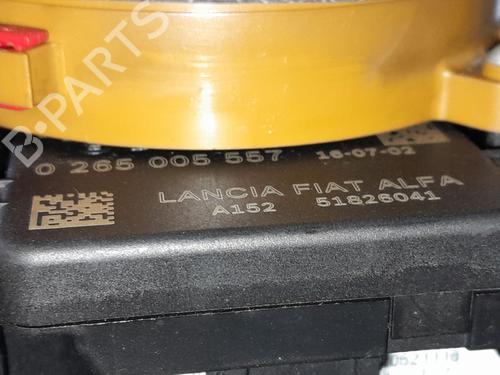 B-PARTS
0 265 005 557 16-07-02
LANCIA FIAT ALFA
A152 51826041